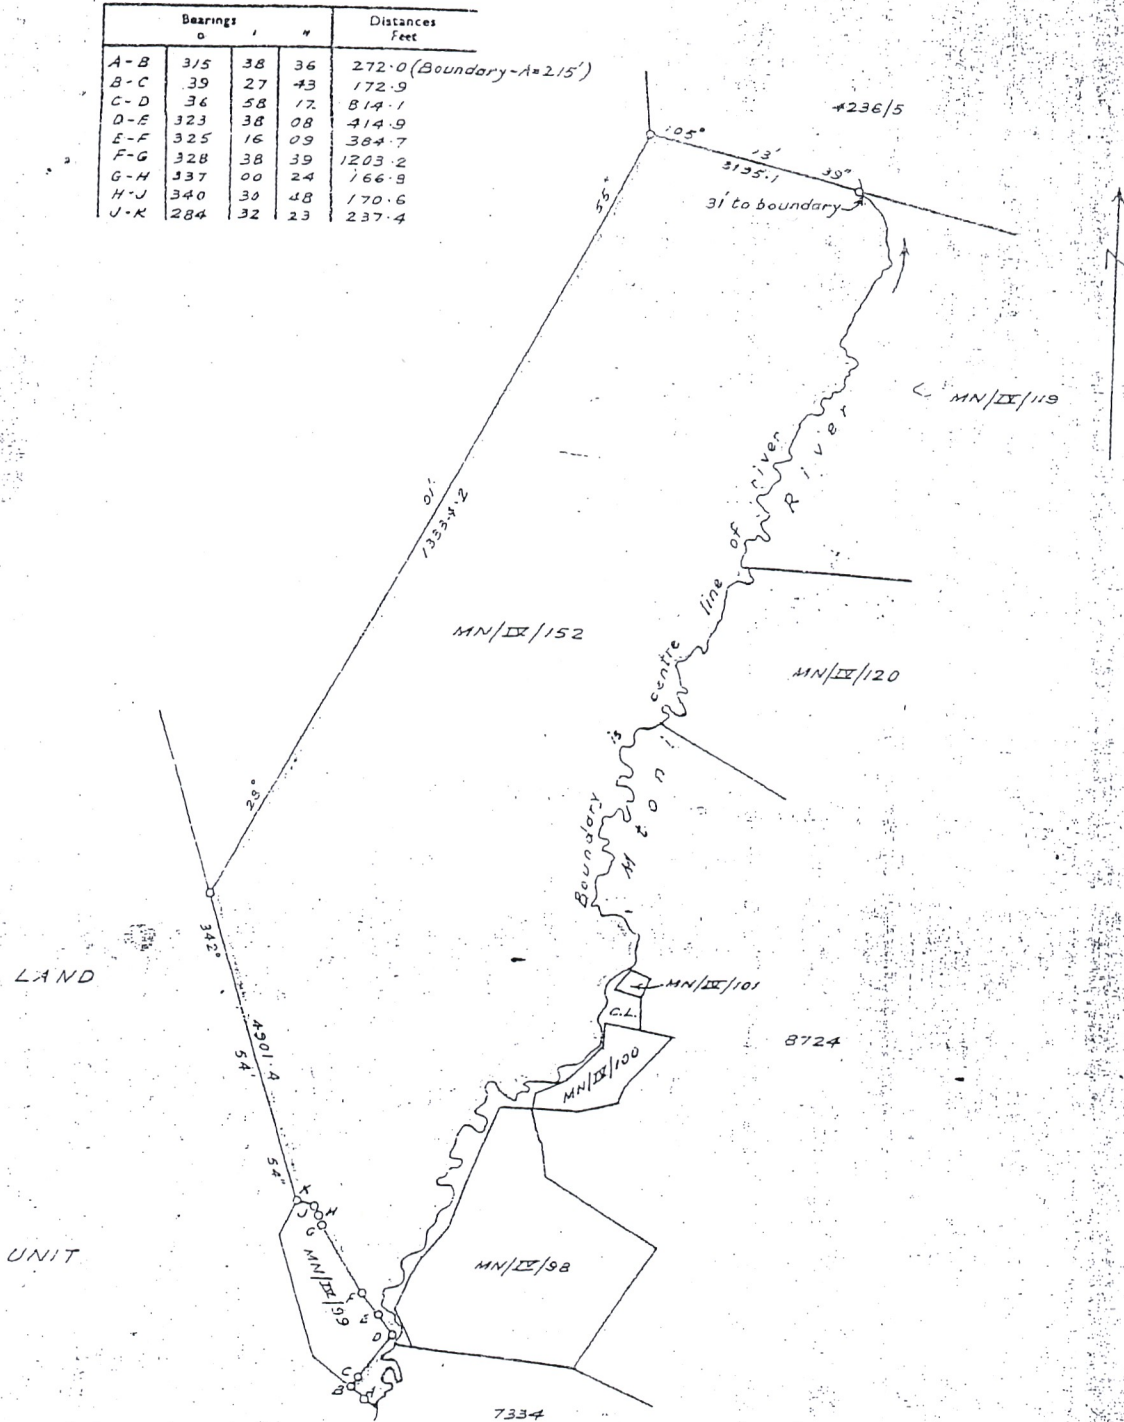 Bearings Distances
° ' " Feet
A-B 315 38 36 272.0 (Boundary-A=215')
B-C 39 27 43 172.9
C-D 36 58 17 814.1
D-E 323 38 08 414.9
E-F 325 16 09 384.7
F-G 328 38 39 1203.2
G-H 337 00 24 166.9
H-J 340 30 48 170.6
J-K 284 32 23 237.4
4236/5
105° 13' 39"
3195.1
31' to boundary
55"
01'
13334.2
28°
MN/IV/119
MN/IV/152
MN/IV/120
Boundary is centre line of river
Mtoni River
342°
54'
54"
4901.4
LAND
UNIT
MN/IV/101
C.L.
MN/IV/100
8724
K
J
H
G
MN/IV/99
F
E
D
C
B
A
MN/IV/98
7334